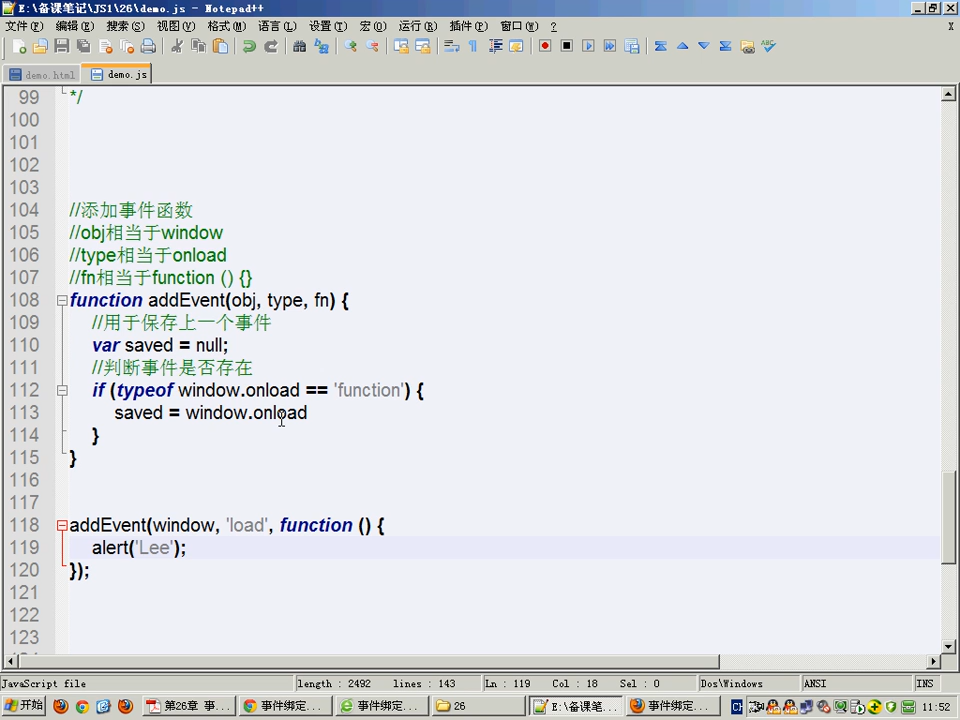 E:\备课笔记\JS1\26\demo.js - Notepad++
文件(F) 编辑(E) 搜索(S) 视图(V) 格式(M) 语言(L) 设置(T) 宏(O) 运行(R) 插件(P) 窗口(W) ? X
demo.html demo.js
99 */
100
101
102
103
104 //添加事件函数
105 //obj相当于window
106 //type相当于onload
107 //fn相当于function () {}
108 function addEvent(obj, type, fn) {
109 //用于保存上一个事件
110 var saved = null;
111 //判断事件是否存在
112 if (typeof window.onload == 'function') {
113 saved = window.onload
114 }
115 }
116
117
118 addEvent(window, 'load', function () {
119 alert('Lee');
120 });
121
122
123
JavaScript file length : 2492 lines : 143 Ln : 119 Col : 18 Sel : 0 Dos\Windows ANSI INS
开始 第26章 事... 事件绑定... 事件绑定... 26 E:\备课笔... 事件绑定... 11:52